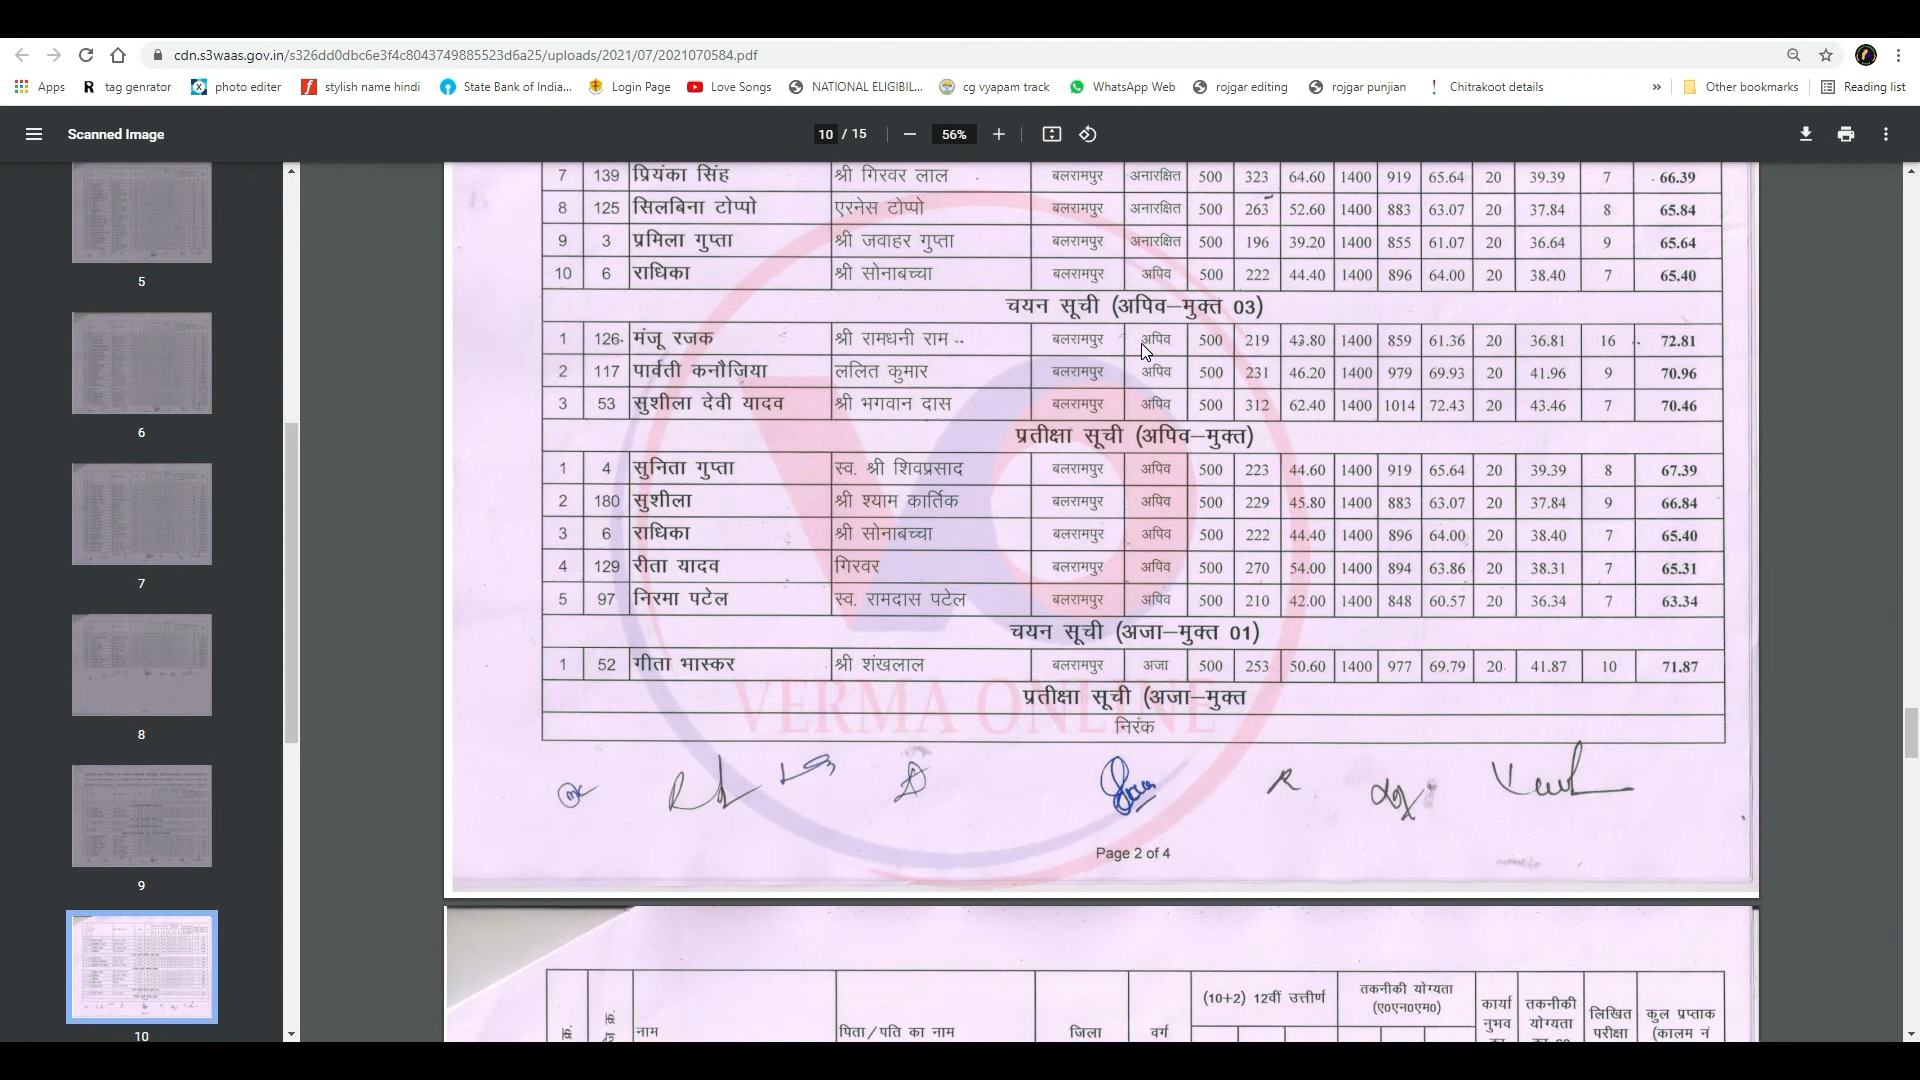 cdn.s3waas.gov.in/s326dd0dbc6e3f4c8043749885523d6a25/uploads/2021/07/2021070584.pdf
Apps R tag genrator photo editer stylish name hindi State Bank of India... Login Page Love Songs NATIONAL ELIGIBIL... cg vyapam track WhatsApp Web rojgar editing rojgar punjian Chitrakoot details » Other bookmarks Reading list
Scanned Image 10 / 15 56%
5
6
7
8
9
10
7 139 प्रियंका सिंह श्री गिरवर लाल बलरामपुर अनारक्षित 500 323 64.60 1400 919 65.64 20 39.39 7 66.39
8 125 सिलबिना टोप्पो एरनेस टोप्पो बलरामपुर अनारक्षित 500 263 52.60 1400 883 63.07 20 37.84 8 65.84
9 3 प्रमिला गुप्ता श्री जवाहर गुप्ता बलरामपुर अनारक्षित 500 196 39.20 1400 855 61.07 20 36.64 9 65.64
10 6 राधिका श्री सोनाबच्चा बलरामपुर अपिव 500 222 44.40 1400 896 64.00 20 38.40 7 65.40
चयन सूची (अपिव–मुक्त 03)
1 126 मंजू रजक श्री रामधनी राम बलरामपुर अपिव 500 219 43.80 1400 859 61.36 20 36.81 16 72.81
2 117 पार्वती कनौजिया ललित कुमार बलरामपुर अपिव 500 231 46.20 1400 979 69.93 20 41.96 9 70.96
3 53 सुशीला देवी यादव श्री भगवान दास बलरामपुर अपिव 500 312 62.40 1400 1014 72.43 20 43.46 7 70.46
प्रतीक्षा सूची (अपिव–मुक्त)
1 4 सुनिता गुप्ता स्व. श्री शिवप्रसाद बलरामपुर अपिव 500 223 44.60 1400 919 65.64 20 39.39 8 67.39
2 180 सुशीला श्री श्याम कार्तिक बलरामपुर अपिव 500 229 45.80 1400 883 63.07 20 37.84 9 66.84
3 6 राधिका श्री सोनाबच्चा बलरामपुर अपिव 500 222 44.40 1400 896 64.00 20 38.40 7 65.40
4 129 रीता यादव गिरवर बलरामपुर अपिव 500 270 54.00 1400 894 63.86 20 38.31 7 65.31
5 97 निरमा पटेल स्व. रामदास पटेल बलरामपुर अपिव 500 210 42.00 1400 848 60.57 20 36.34 7 63.34
चयन सूची (अजा–मुक्त 01)
1 52 गीता भास्कर श्री शंखलाल बलरामपुर अजा 500 253 50.60 1400 977 69.79 20 41.87 10 71.87
प्रतीक्षा सूची (अजा–मुक्त
VERMA ONLINE
निरंक
Page 2 of 4
(10+2) 12वीं उत्तीर्ण तकनीकी योग्यता
(ए०एन०एम०)
नाम पिता/पति का नाम जिला वर्ग कार्या तकनीकी लिखित कुल प्राप्ताक
नुभव योग्यता परीक्षा (कालम नं